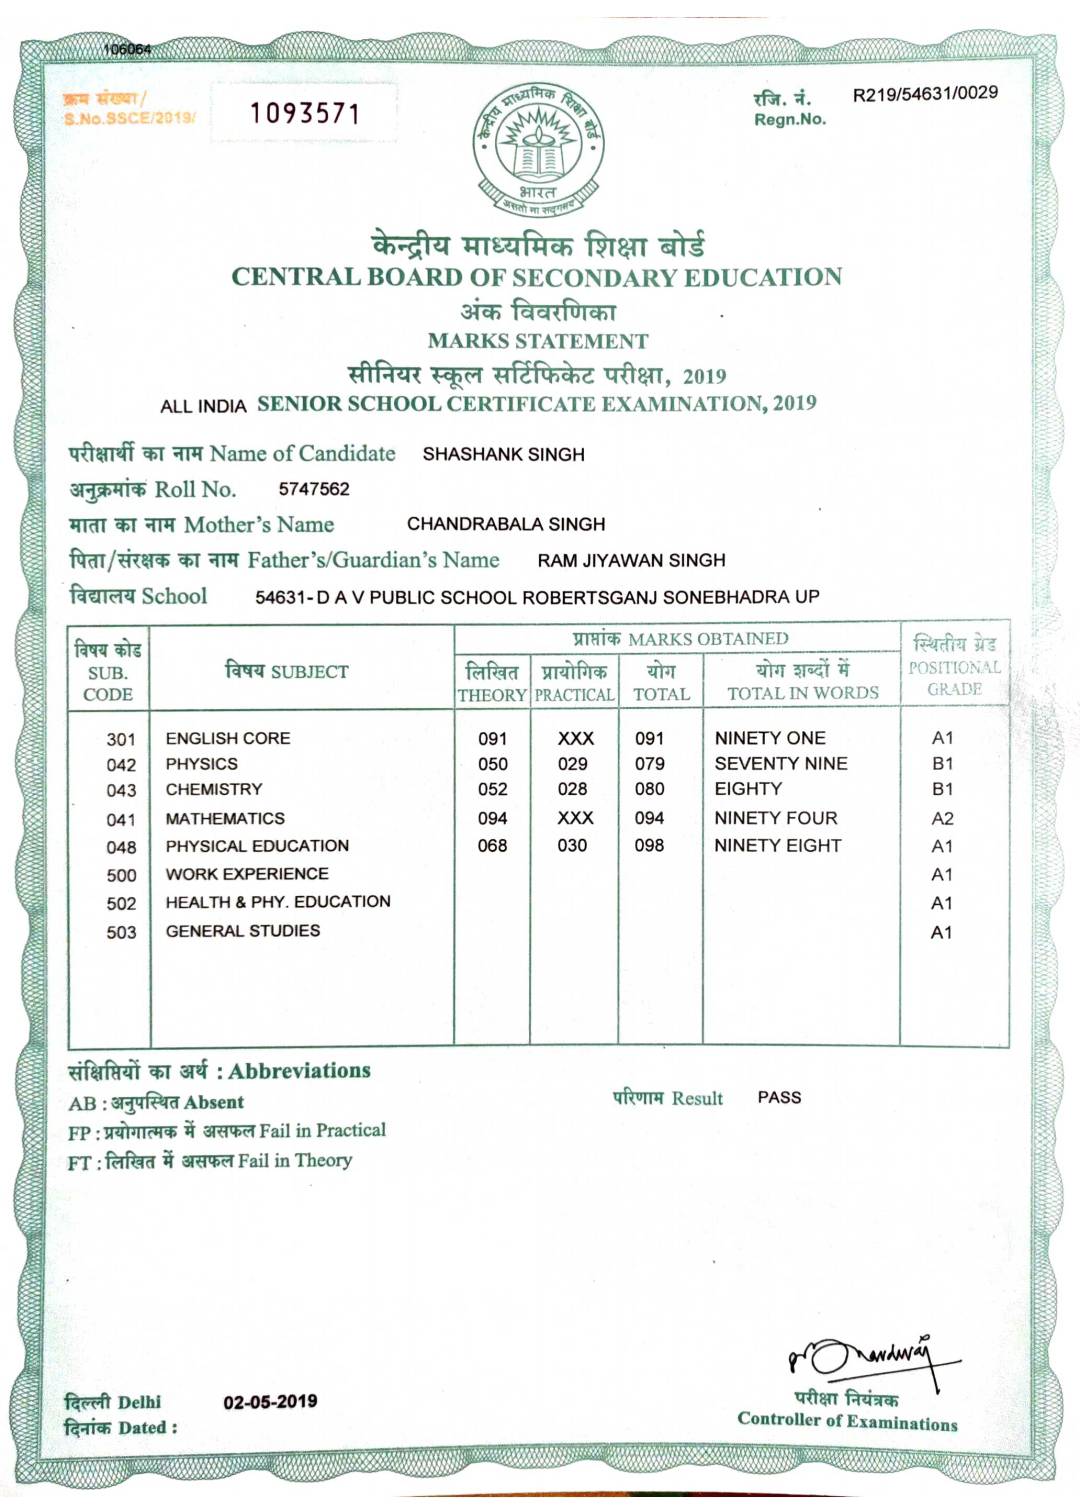 106064
क्रम संख्या/
S.No.SSCE/2019/
1093571
रजि. नं. R219/54631/0029
Regn.No.
केन्द्रीय माध्यमिक शिक्षा बोर्ड
भारत
असतो मा सद्गमय
केन्द्रीय माध्यमिक शिक्षा बोर्ड
CENTRAL BOARD OF SECONDARY EDUCATION
अंक विवरणिका
MARKS STATEMENT
सीनियर स्कूल सर्टिफिकेट परीक्षा, 2019
ALL INDIA SENIOR SCHOOL CERTIFICATE EXAMINATION, 2019
परीक्षार्थी का नाम Name of Candidate SHASHANK SINGH
अनुक्रमांक Roll No. 5747562
माता का नाम Mother's Name CHANDRABALA SINGH
पिता/संरक्षक का नाम Father's/Guardian's Name RAM JIYAWAN SINGH
विद्यालय School 54631- D A V PUBLIC SCHOOL ROBERTSGANJ SONEBHADRA UP
विषय कोड SUB. CODE
विषय SUBJECT
प्राप्तांक MARKS OBTAINED
लिखित THEORY
प्रायोगिक PRACTICAL
योग TOTAL
योग शब्दों में TOTAL IN WORDS
स्थितीय ग्रेड POSITIONAL GRADE
301 ENGLISH CORE 091 XXX 091 NINETY ONE A1
042 PHYSICS 050 029 079 SEVENTY NINE B1
043 CHEMISTRY 052 028 080 EIGHTY B1
041 MATHEMATICS 094 XXX 094 NINETY FOUR A2
048 PHYSICAL EDUCATION 068 030 098 NINETY EIGHT A1
500 WORK EXPERIENCE A1
502 HEALTH & PHY. EDUCATION A1
503 GENERAL STUDIES A1
संक्षिप्तियों का अर्थ : Abbreviations
AB : अनुपस्थित Absent
परिणाम Result PASS
FP : प्रयोगात्मक में असफल Fail in Practical
FT : लिखित में असफल Fail in Theory
दिल्ली Delhi
दिनांक Dated : 02-05-2019
परीक्षा नियंत्रक
Controller of Examinations